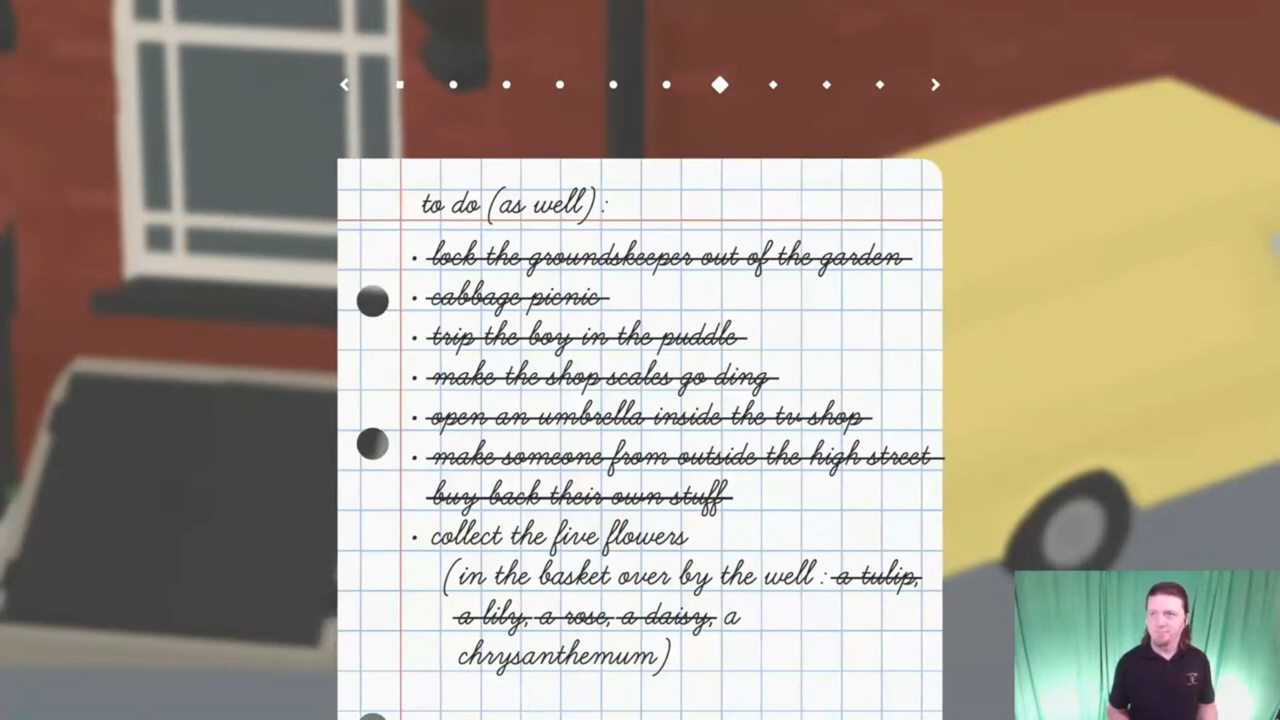 to do (as well):
• lock the groundskeeper out of the garden
• cabbage picnic
• trip the boy in the puddle
• make the shop scales go ding
• open an umbrella inside the tv shop
• make someone from outside the high street
buy back their own stuff
• collect the five flowers
(in the basket over by the well: a tulip,
a lily, a rose, a daisy, a
chrysanthemum)